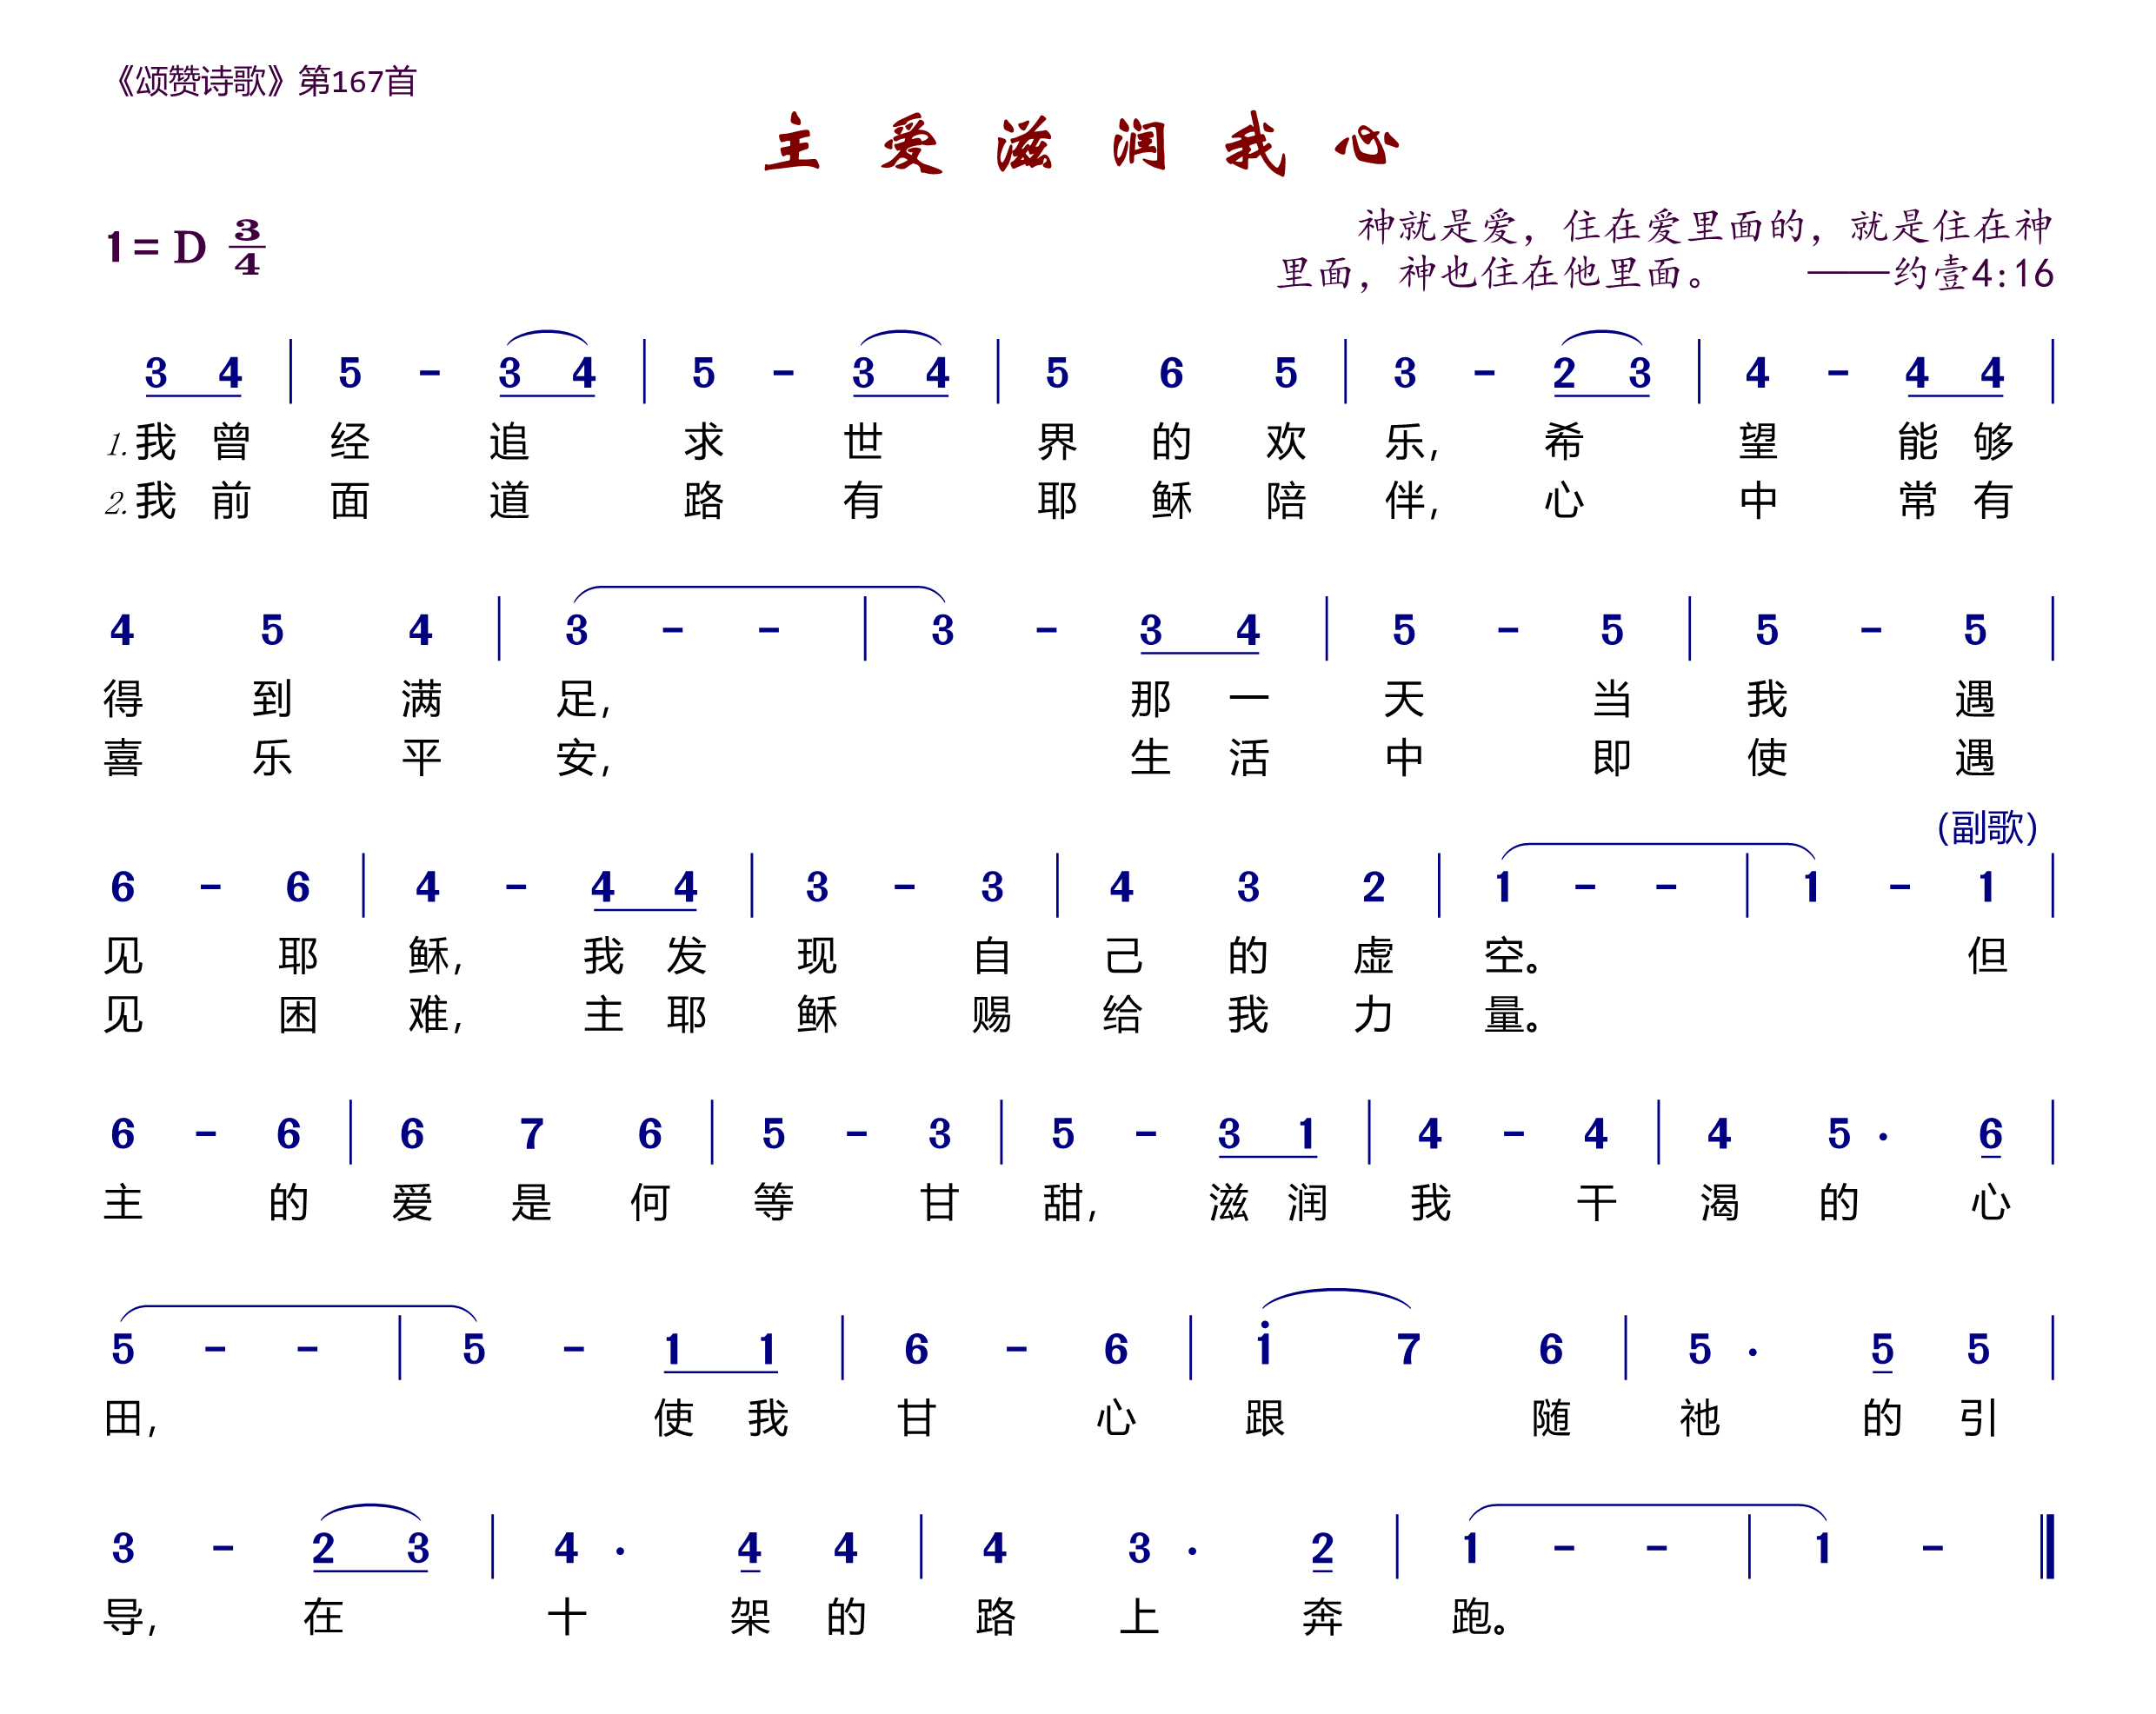 《颂赞诗歌》第167首
主爱滋润我心
1=D 3/4
神就是爱，住在爱里面的，就是住在神
里面，神也住在他里面。 ——约壹4:16
3 4 | 5 - 3 4 | 5 - 3 4 | 5 6 5 | 3 - 2 3 | 4 - 4 4 |
1.我曾经追求世界的欢乐,希望能够
2.我前面道路有耶稣陪伴,心中常有
4 5 4 | 3 - - | 3 - 3 4 | 5 - 5 | 5 - 5 |
得到满足,那一天当我遇
喜乐平安,生活中即使遇
(副歌)
6 - 6 | 4 - 4 4 | 3 - 3 | 4 3 2 | 1 - - | 1 - 1 |
见耶稣,我发现自己的虚空。但
见困难,主耶稣赐给我力量。
6 - 6 | 6 7 6 | 5 - 3 | 5 - 3 1 | 4 - 4 | 4 5 · 6 |
主的爱是何等甘甜,滋润我干渴的心
5 - - | 5 - 1 1 | 6 - 6 | 1̇ 7 6 | 5 · 5 5 |
田,使我甘心跟随祂的引
3 - 2 3 | 4 · 4 4 | 4 3 · 2 | 1 - - | 1 - ‖
导,在十架的路上奔跑。